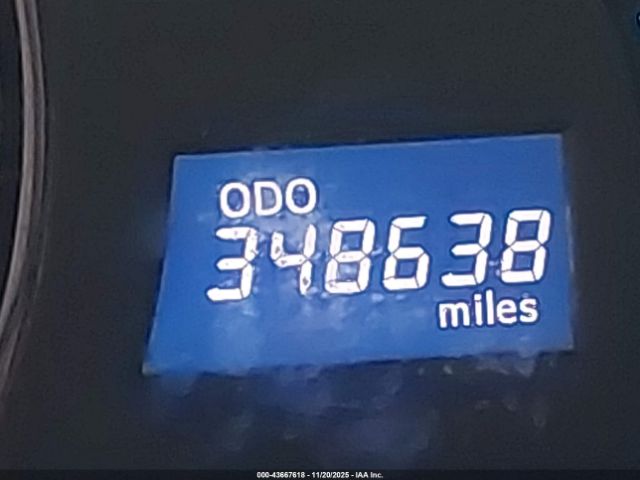 ODO
348638
miles
000-43667618 - 11/20/2025 - IAA Inc.